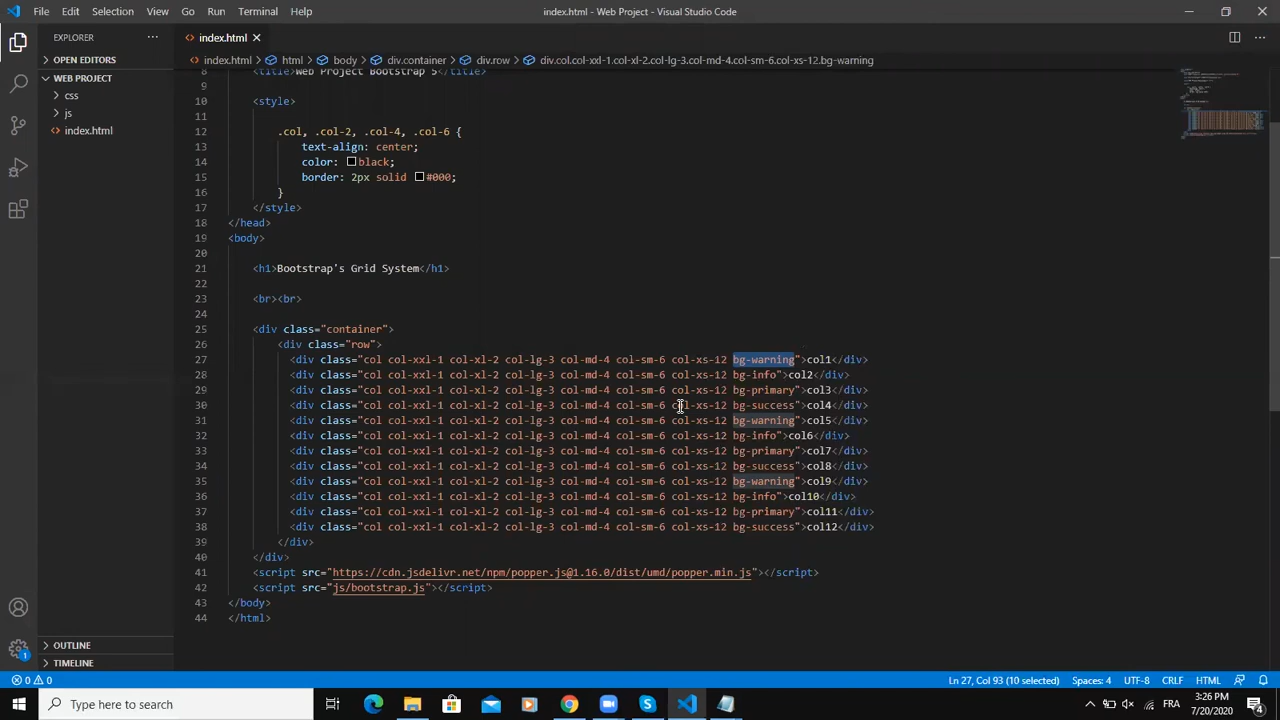 File Edit Selection View Go Run Terminal Help index.html - Web Project - Visual Studio Code
EXPLORER ... index.html
OPEN EDITORS
index.html > html > body > div.container > div.row > div.col.col-xxl-1.col-xl-2.col-lg-3.col-md-4.col-sm-6.col-xs-12.bg-warning
WEB PROJECT
css
js
index.html
8 <title>Web Project Bootstrap 5</title>
9
10 <style>
11
12 .col, .col-2, .col-4, .col-6 {
13 text-align: center;
14 color: black;
15 border: 2px solid #000;
16 }
17 </style>
18 </head>
19 <body>
20
21 <h1>Bootstrap's Grid System</h1>
22
23 <br><br>
24
25 <div class="container">
26 <div class="row">
27 <div class="col col-xxl-1 col-xl-2 col-lg-3 col-md-4 col-sm-6 col-xs-12 bg-warning">col1</div>
28 <div class="col col-xxl-1 col-xl-2 col-lg-3 col-md-4 col-sm-6 col-xs-12 bg-info">col2</div>
29 <div class="col col-xxl-1 col-xl-2 col-lg-3 col-md-4 col-sm-6 col-xs-12 bg-primary">col3</div>
30 <div class="col col-xxl-1 col-xl-2 col-lg-3 col-md-4 col-sm-6 col-xs-12 bg-success">col4</div>
31 <div class="col col-xxl-1 col-xl-2 col-lg-3 col-md-4 col-sm-6 col-xs-12 bg-warning">col5</div>
32 <div class="col col-xxl-1 col-xl-2 col-lg-3 col-md-4 col-sm-6 col-xs-12 bg-info">col6</div>
33 <div class="col col-xxl-1 col-xl-2 col-lg-3 col-md-4 col-sm-6 col-xs-12 bg-primary">col7</div>
34 <div class="col col-xxl-1 col-xl-2 col-lg-3 col-md-4 col-sm-6 col-xs-12 bg-success">col8</div>
35 <div class="col col-xxl-1 col-xl-2 col-lg-3 col-md-4 col-sm-6 col-xs-12 bg-warning">col9</div>
36 <div class="col col-xxl-1 col-xl-2 col-lg-3 col-md-4 col-sm-6 col-xs-12 bg-info">col10</div>
37 <div class="col col-xxl-1 col-xl-2 col-lg-3 col-md-4 col-sm-6 col-xs-12 bg-primary">col11</div>
38 <div class="col col-xxl-1 col-xl-2 col-lg-3 col-md-4 col-sm-6 col-xs-12 bg-success">col12</div>
39 </div>
40 </div>
41 <script src="https://cdn.jsdelivr.net/npm/popper.js@1.16.0/dist/umd/popper.min.js"></script>
42 <script src="js/bootstrap.js"></script>
43 </body>
44 </html>
OUTLINE
TIMELINE
1
0 0 Ln 27, Col 93 (10 selected) Spaces: 4 UTF-8 CRLF HTML
Type here to search FRA 3:26 PM
7/20/2020 4